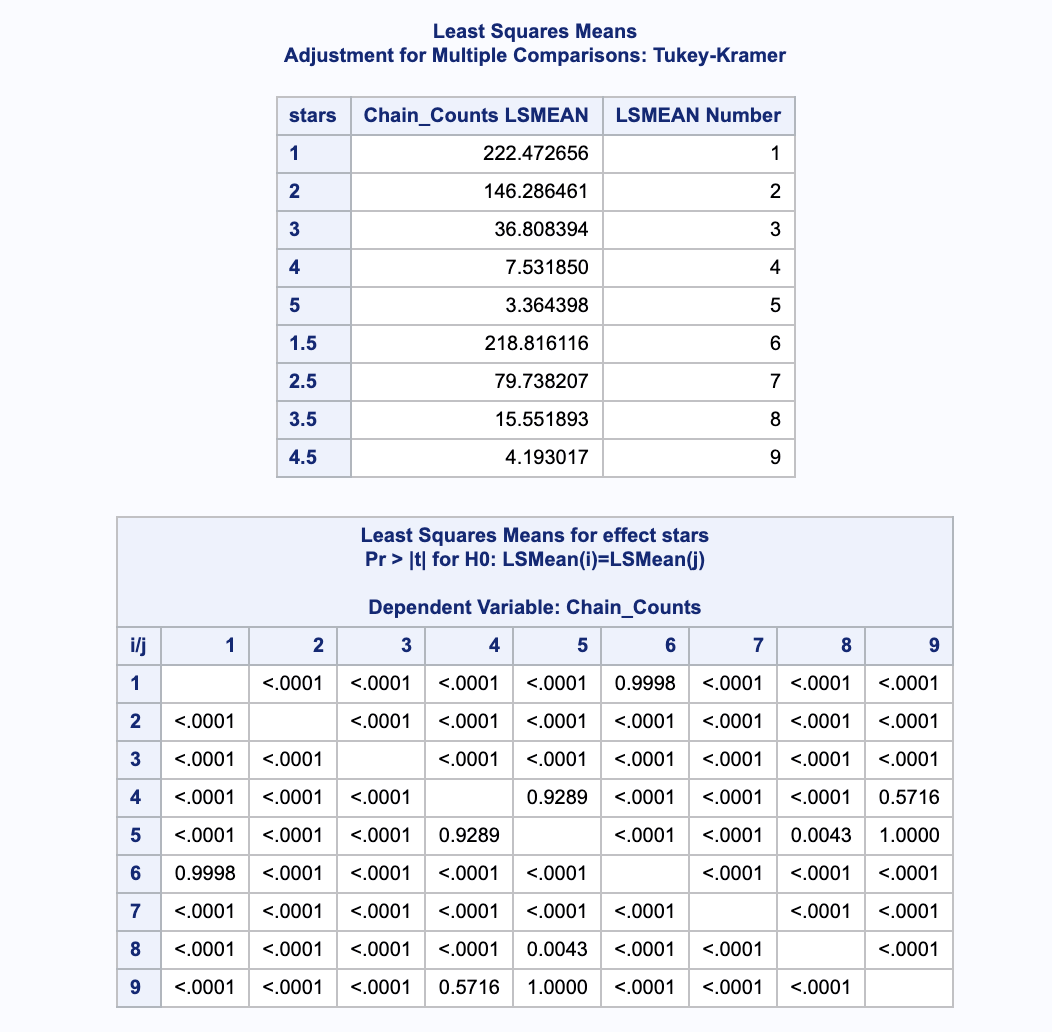 Least Squares Means
Adjustment for Multiple Comparisons: Tukey-Kramer
stars Chain_Counts LSMEAN LSMEAN Number
1 222.472656 1
2 146.286461 2
3 36.808394 3
4 7.531850 4
5 3.364398 5
1.5 218.816116 6
2.5 79.738207 7
3.5 15.551893 8
4.5 4.193017 9
Least Squares Means for effect stars
Pr > |t| for H0: LSMean(i)=LSMean(j)
Dependent Variable: Chain_Counts
i/j 1 2 3 4 5 6 7 8 9
1 <.0001 <.0001 <.0001 <.0001 0.9998 <.0001 <.0001 <.0001
2 <.0001 <.0001 <.0001 <.0001 <.0001 <.0001 <.0001 <.0001
3 <.0001 <.0001 <.0001 <.0001 <.0001 <.0001 <.0001 <.0001
4 <.0001 <.0001 <.0001 0.9289 <.0001 <.0001 <.0001 0.5716
5 <.0001 <.0001 <.0001 0.9289 <.0001 <.0001 0.0043 1.0000
6 0.9998 <.0001 <.0001 <.0001 <.0001 <.0001 <.0001 <.0001
7 <.0001 <.0001 <.0001 <.0001 <.0001 <.0001 <.0001 <.0001
8 <.0001 <.0001 <.0001 <.0001 0.0043 <.0001 <.0001 <.0001
9 <.0001 <.0001 <.0001 0.5716 1.0000 <.0001 <.0001 <.0001